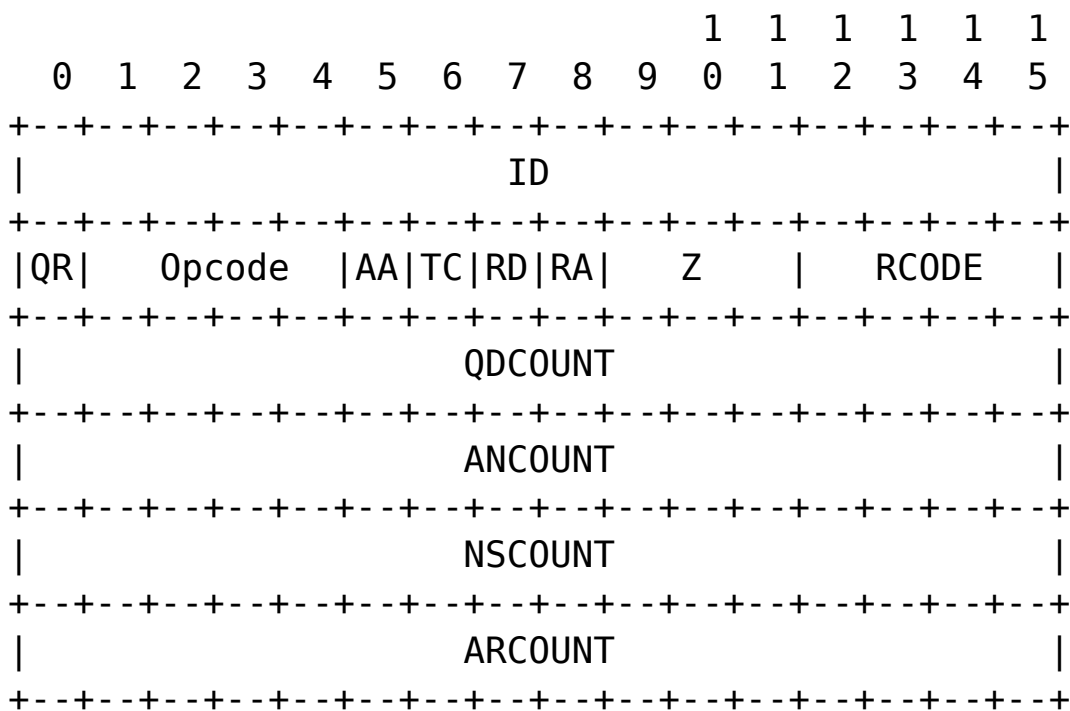 1  1  1  1  1  1
  0  1  2  3  4  5  6  7  8  9  0  1  2  3  4  5
+--+--+--+--+--+--+--+--+--+--+--+--+--+--+--+--+
|                      ID                       |
+--+--+--+--+--+--+--+--+--+--+--+--+--+--+--+--+
|QR|   Opcode  |AA|TC|RD|RA|   Z    |   RCODE   |
+--+--+--+--+--+--+--+--+--+--+--+--+--+--+--+--+
|                    QDCOUNT                    |
+--+--+--+--+--+--+--+--+--+--+--+--+--+--+--+--+
|                    ANCOUNT                    |
+--+--+--+--+--+--+--+--+--+--+--+--+--+--+--+--+
|                    NSCOUNT                    |
+--+--+--+--+--+--+--+--+--+--+--+--+--+--+--+--+
|                    ARCOUNT                    |
+--+--+--+--+--+--+--+--+--+--+--+--+--+--+--+--+